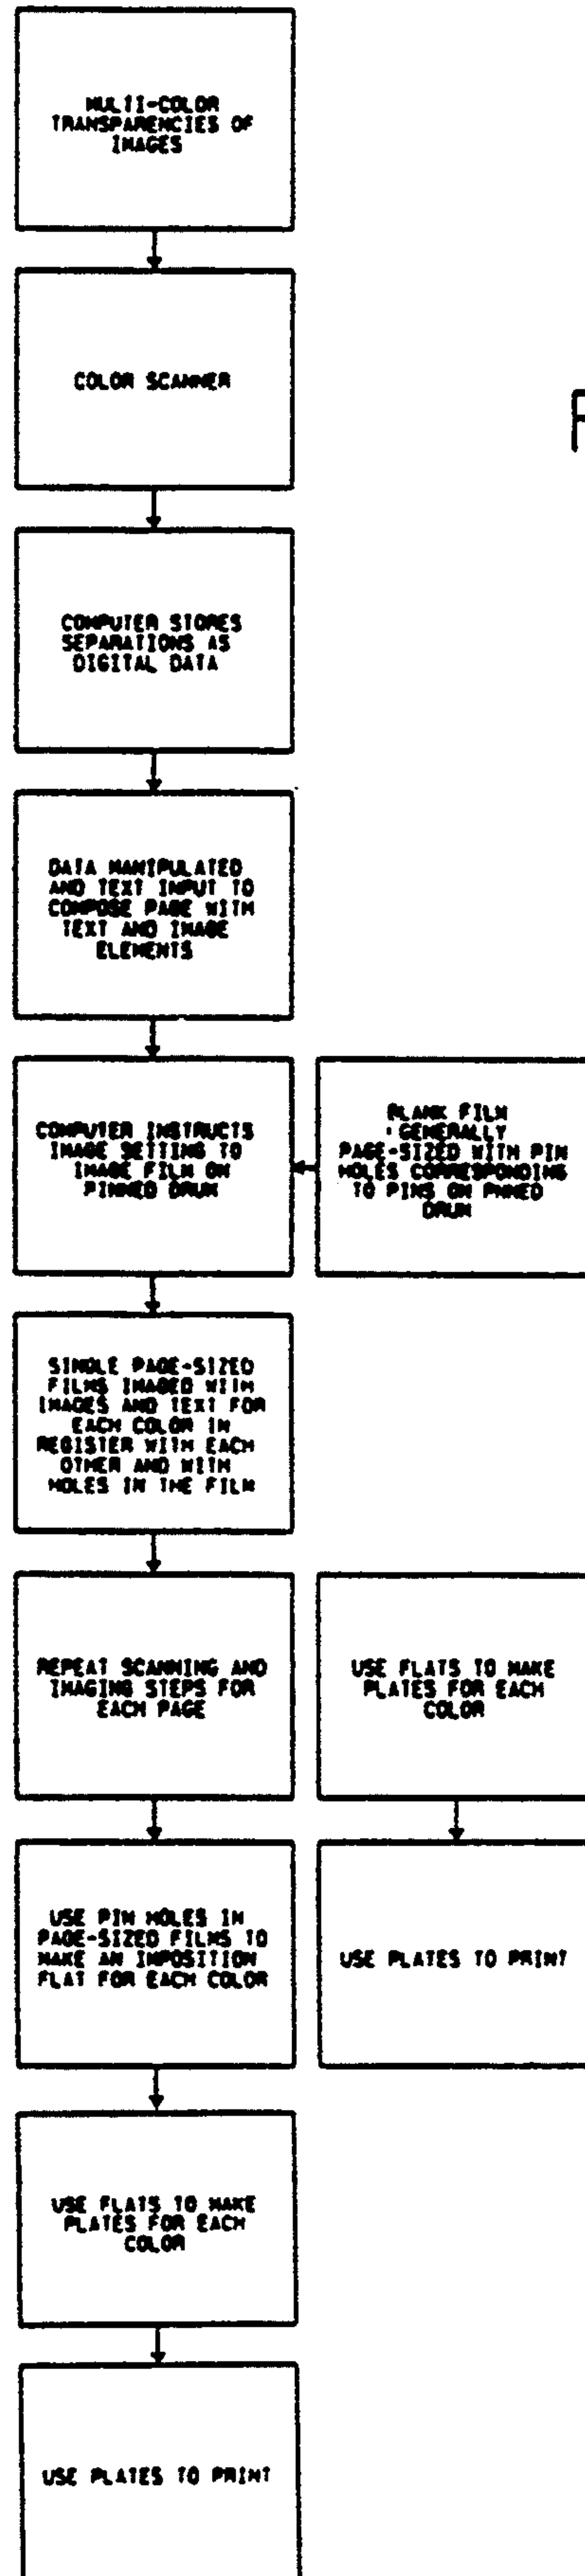 MULTI-COLOR
TRANSPARENCIES OF
IMAGES
COLOR SCANNER
COMPUTER STORES
SEPARATIONS AS
DIGITAL DATA
DATA MANIPULATED
AND TEXT INPUT TO
COMPOSE PAGE WITH
TEXT AND IMAGE
ELEMENTS
COMPUTER INSTRUCTS
IMAGE SETTING TO
IMAGE FILM ON
PINNED DRUM
BLANK FILM
GENERALLY
PAGE-SIZED WITH PIN
HOLES CORRESPONDING
TO PINS ON PNNED
DRUM
SINGLE PAGE-SIZED
FILMS IMAGED WITH
IMAGES AND TEXT FOR
EACH COLOR IN
REGISTER WITH EACH
OTHER AND WITH
HOLES IN THE FILM
REPEAT SCANNING AND
IMAGING STEPS FOR
EACH PAGE
USE FLATS TO MAKE
PLATES FOR EACH
COLOR
USE PIN HOLES IN
PAGE-SIZED FILMS TO
MAKE AN IMPOSITION
FLAT FOR EACH COLOR
USE PLATES TO PRINT
USE FLATS TO MAKE
PLATES FOR EACH
COLOR
USE PLATES TO PRINT